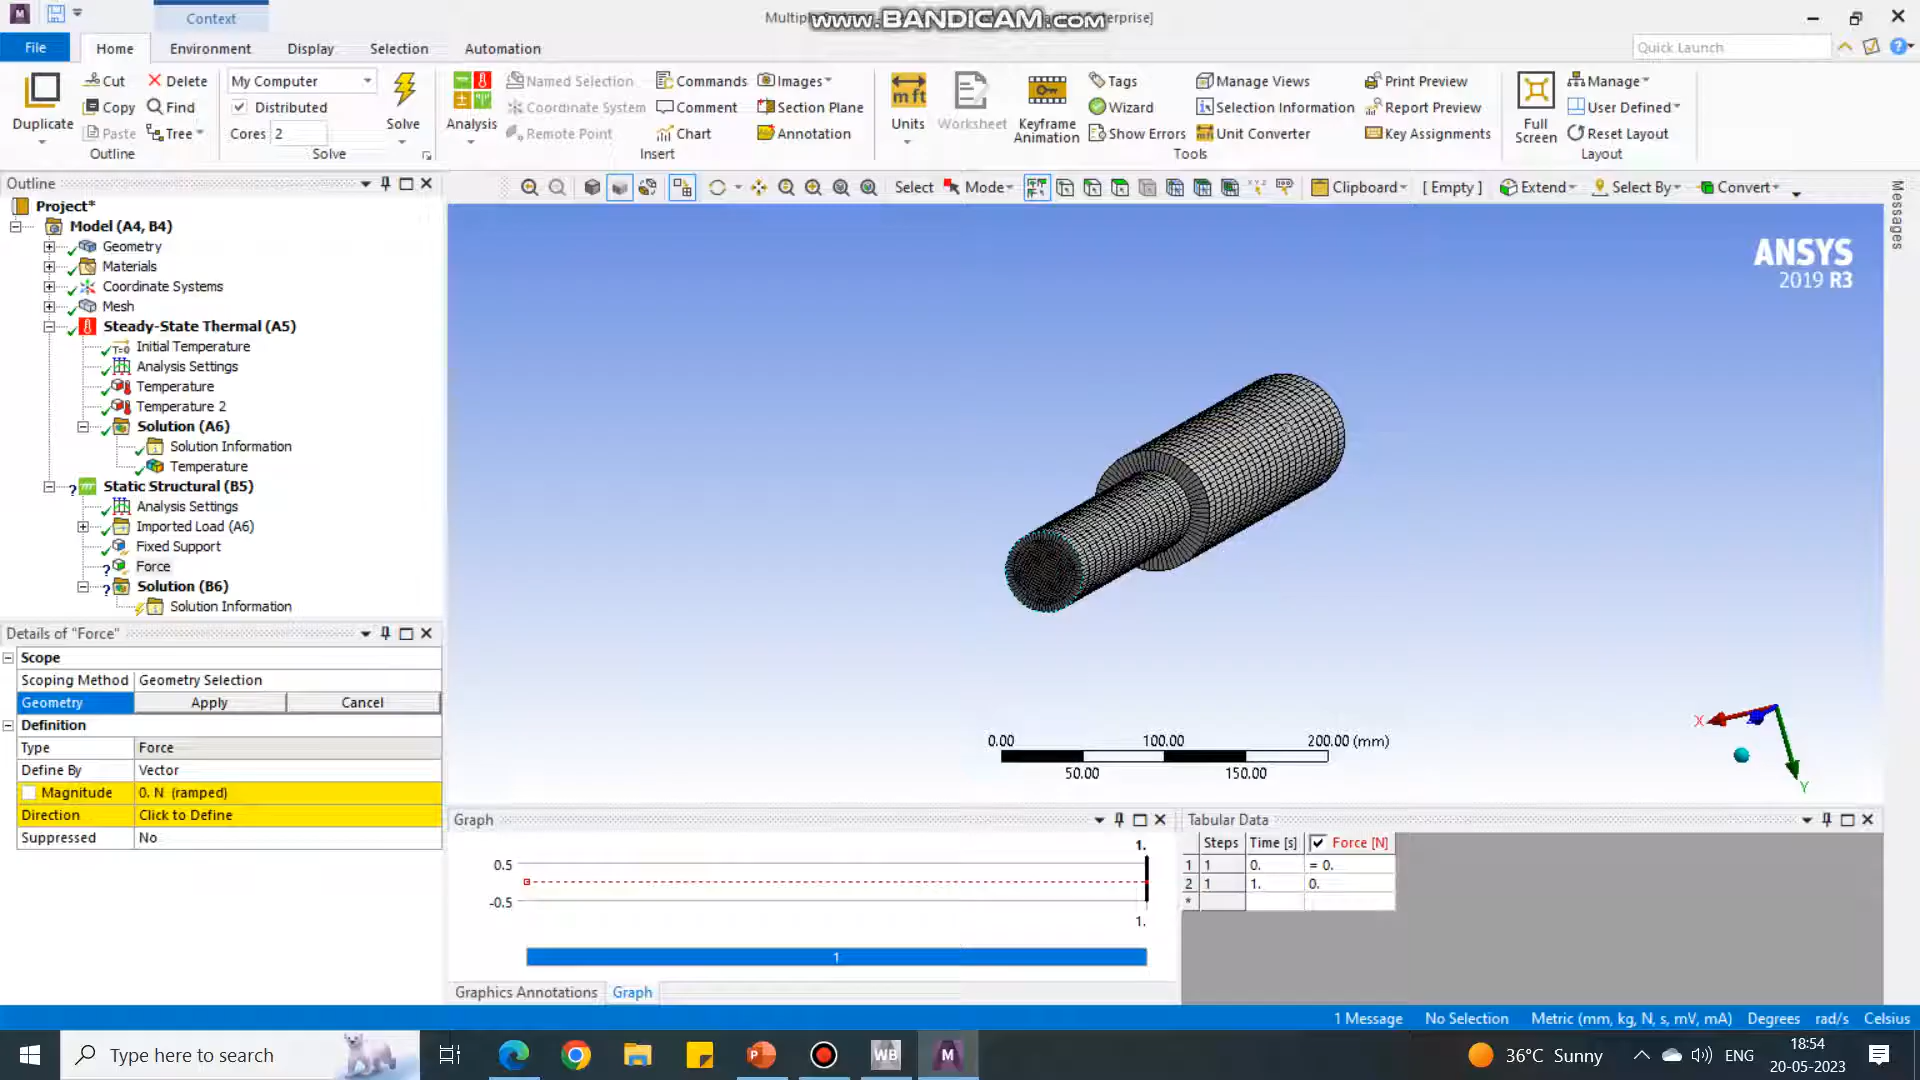 Context
Multip
www.BANDICAM.com
erprise]
File
Home
Environment
Display
Selection
Automation
Quick Launch
Duplicate
Cut
Delete
Copy
Find
Paste
Tree
Outline
My Computer
Distributed
Cores 2
Solve
Solve
Analysis
Named Selection
Coordinate System
Remote Point
Commands
Comment
Chart
Images
Section Plane
Annotation
Insert
mft
Units
Worksheet
Keyframe
Animation
Tags
Wizard
Show Errors
Manage Views
Selection Information
Unit Converter
Print Preview
Report Preview
Key Assignments
Tools
Full
Screen
Manage
User Defined
Reset Layout
Layout
Outline
Select
Mode
Clipboard
[ Empty ]
Extend
Select By
Convert
Messages
Project*
Model (A4, B4)
Geometry
Materials
Coordinate Systems
Mesh
Steady-State Thermal (A5)
Initial Temperature
Analysis Settings
Temperature
Temperature 2
Solution (A6)
Solution Information
Temperature
Static Structural (B5)
Analysis Settings
Imported Load (A6)
Fixed Support
Force
Solution (B6)
Solution Information
ANSYS
2019 R3
0.00 100.00 200.00 (mm)
50.00 150.00
X
Y
Details of "Force"
Scope
Scoping Method Geometry Selection
Geometry Apply Cancel
Definition
Type Force
Define By Vector
Magnitude 0. N (ramped)
Direction Click to Define
Suppressed No
Graph
1.
0.5
-0.5
1.
1
Graphics Annotations
Graph
Tabular Data
Steps Time [s] Force [N]
1 1 0. = 0.
2 1 1. 0.
*
1 Message
No Selection
Metric (mm, kg, N, s, mV, mA)
Degrees
rad/s
Celsius
Type here to search
WB
M
36°C Sunny
ENG
18:54
20-05-2023